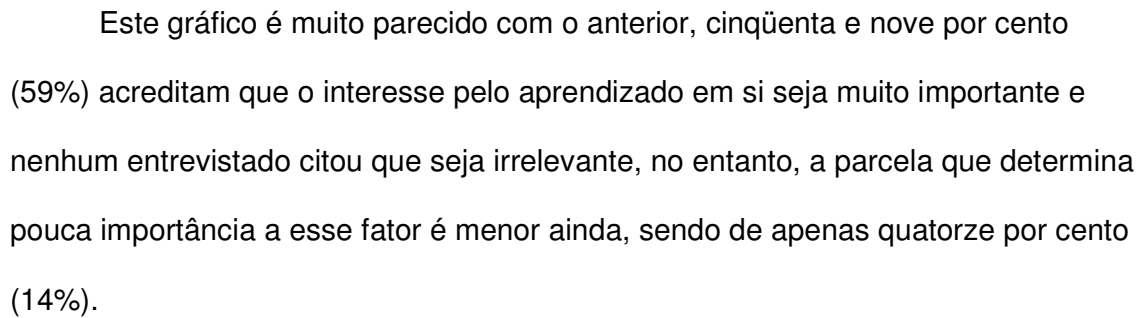 Este gráfico é muito parecido com o anterior, cinqüenta e nove por cento
(59%) acreditam que o interesse pelo aprendizado em si seja muito importante e
nenhum entrevistado citou que seja irrelevante, no entanto, a parcela que determina
pouca importância a esse fator é menor ainda, sendo de apenas quatorze por cento
(14%).